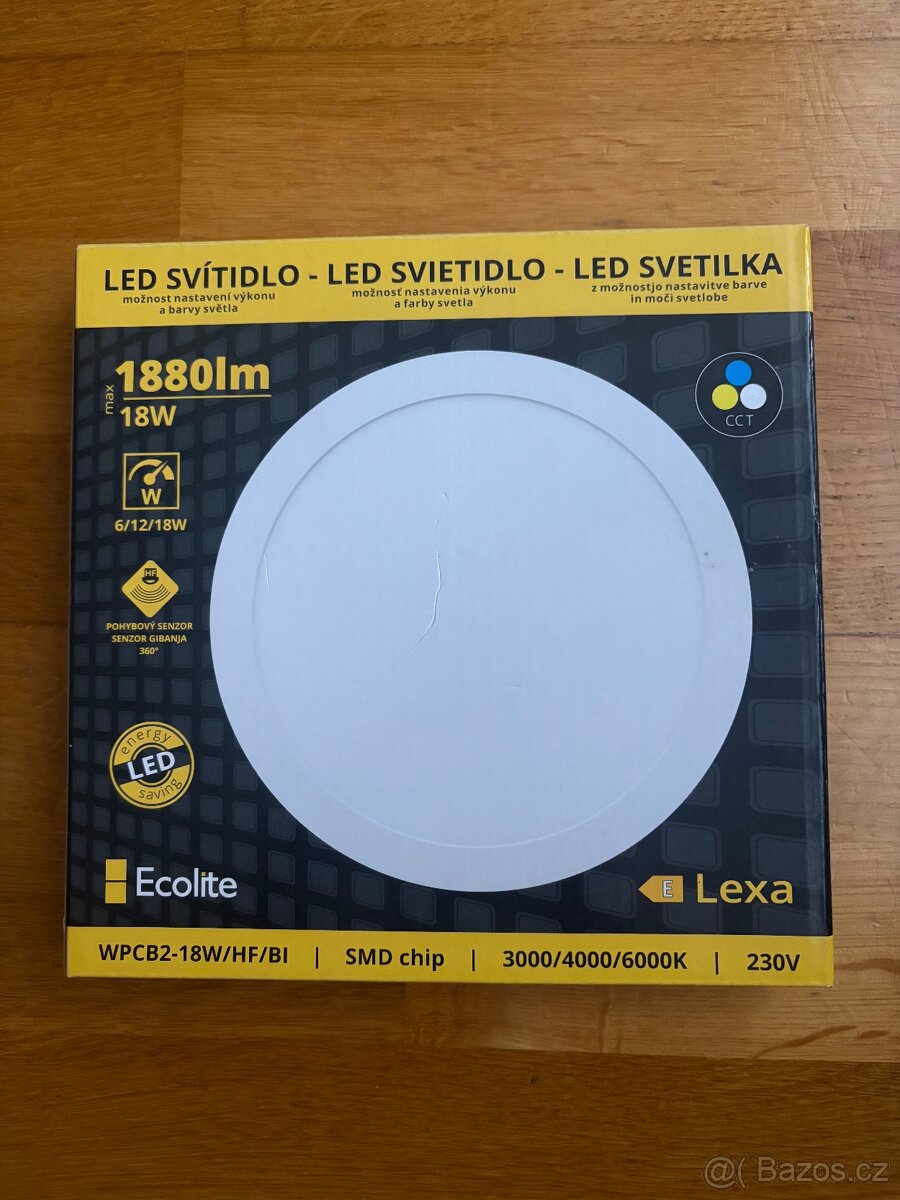 LED SVÍTIDLO - LED SVIETIDLO - LED SVETILKA
možnost nastavení výkonu
a barvy světla
možnosť nastavenia výkonu
a farby svetla
z možnostjo nastavitve barve
in moči svetlobe
max 1880lm
18W
CCT
W
6/12/18W
HF
POHYBOVÝ SENZOR
SENZOR GIBANJA
360°
energy
LED
saving
Ecolite
E Lexa
WPCB2-18W/HF/BI | SMD chip | 3000/4000/6000K | 230V
@( Bazos.cz